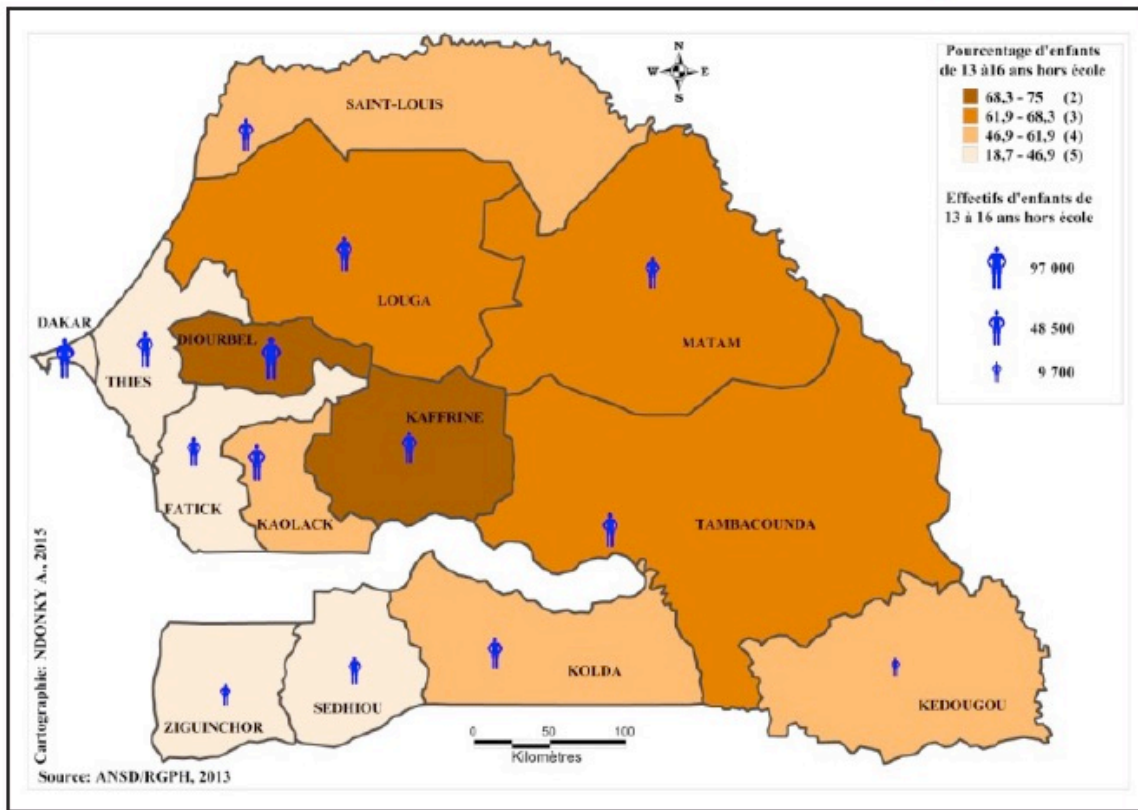 N
W E
S
Pourcentage d'enfants
de 13 à16 ans hors école
68,3 – 75 (2)
61,9 – 68,3 (3)
46,9 – 61,9 (4)
18,7 – 46,9 (5)
Effectifs d'enfants de
13 à 16 ans hors école
97 000
48 500
9 700
SAINT-LOUIS
LOUGA
MATAM
DAKAR
THIES
DIOURBEL
KAFFRINE
FATICK
KAOLACK
TAMBACOUNDA
ZIGUINCHOR
SEDHIOU
KOLDA
KEDOUGOU
0 50 100
Kilomètres
Cartographie: NDONKY A., 2015
Source: ANSD/RGPH, 2013